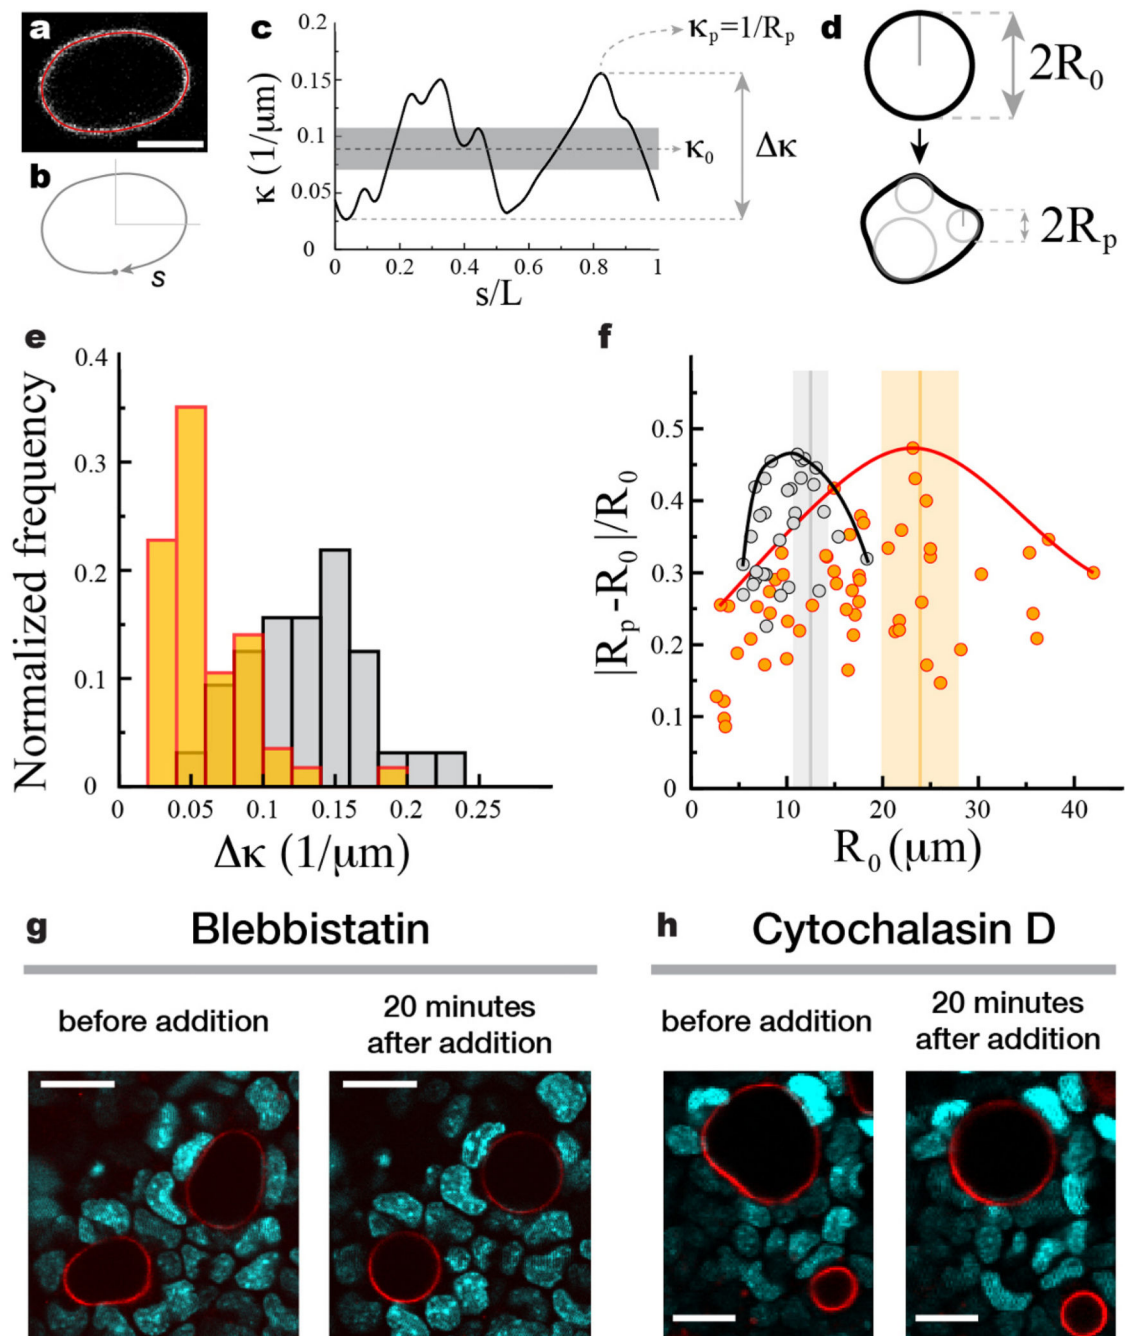 a
b
s
c
κ (1/μm)
0.2
0.15
0.1
0.05
0
0 0.2 0.4 0.6 0.8 1
s/L
κp=1/Rp
κ0
Δκ
d
2R0
2Rp
e
Normalized frequency
0.4
0.3
0.2
0.1
0
0 0.05 0.1 0.15 0.2 0.25
Δκ (1/μm)
f
|Rp-R0|/R0
0.5
0.4
0.3
0.2
0.1
0
0 10 20 30 40
R0 (μm)
g
Blebbistatin
before addition
20 minutes
after addition
h
Cytochalasin D
before addition
20 minutes
after addition